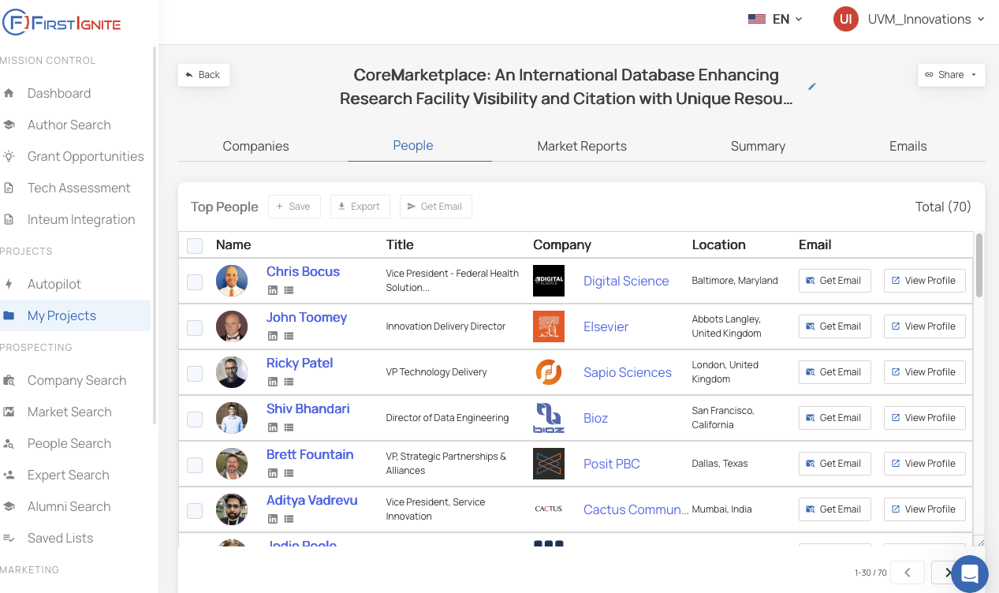 FIRSTIGNITE
EN
UI
UVM_Innovations
MISSION CONTROL
Dashboard
Author Search
Grant Opportunities
Tech Assessment
Inteum Integration
PROJECTS
Autopilot
My Projects
PROSPECTING
Company Search
Market Search
People Search
Expert Search
Alumni Search
Saved Lists
MARKETING
Back
CoreMarketplace: An International Database Enhancing
Research Facility Visibility and Citation with Unique Resou...
Share
Companies
People
Market Reports
Summary
Emails
Top People
Save
Export
Get Email
Total (70)
Name
Title
Company
Location
Email
Chris Bocus
Vice President - Federal Health
Solution...
DIGITAL
science
Digital Science
Baltimore, Maryland
Get Email
View Profile
John Toomey
Innovation Delivery Director
Elsevier
Abbots Langley,
United Kingdom
Get Email
View Profile
Ricky Patel
VP Technology Delivery
Sapio Sciences
London, United
Kingdom
Get Email
View Profile
Shiv Bhandari
Director of Data Engineering
bioz
Bioz
San Francisco,
California
Get Email
View Profile
Brett Fountain
VP, Strategic Partnerships &
Alliances
Posit PBC
Dallas, Texas
Get Email
View Profile
Aditya Vadrevu
Vice President, Service
Innovation
CACTUS.
Cactus Commun...
Mumbai, India
Get Email
View Profile
Jodie Poole
1-30 / 70